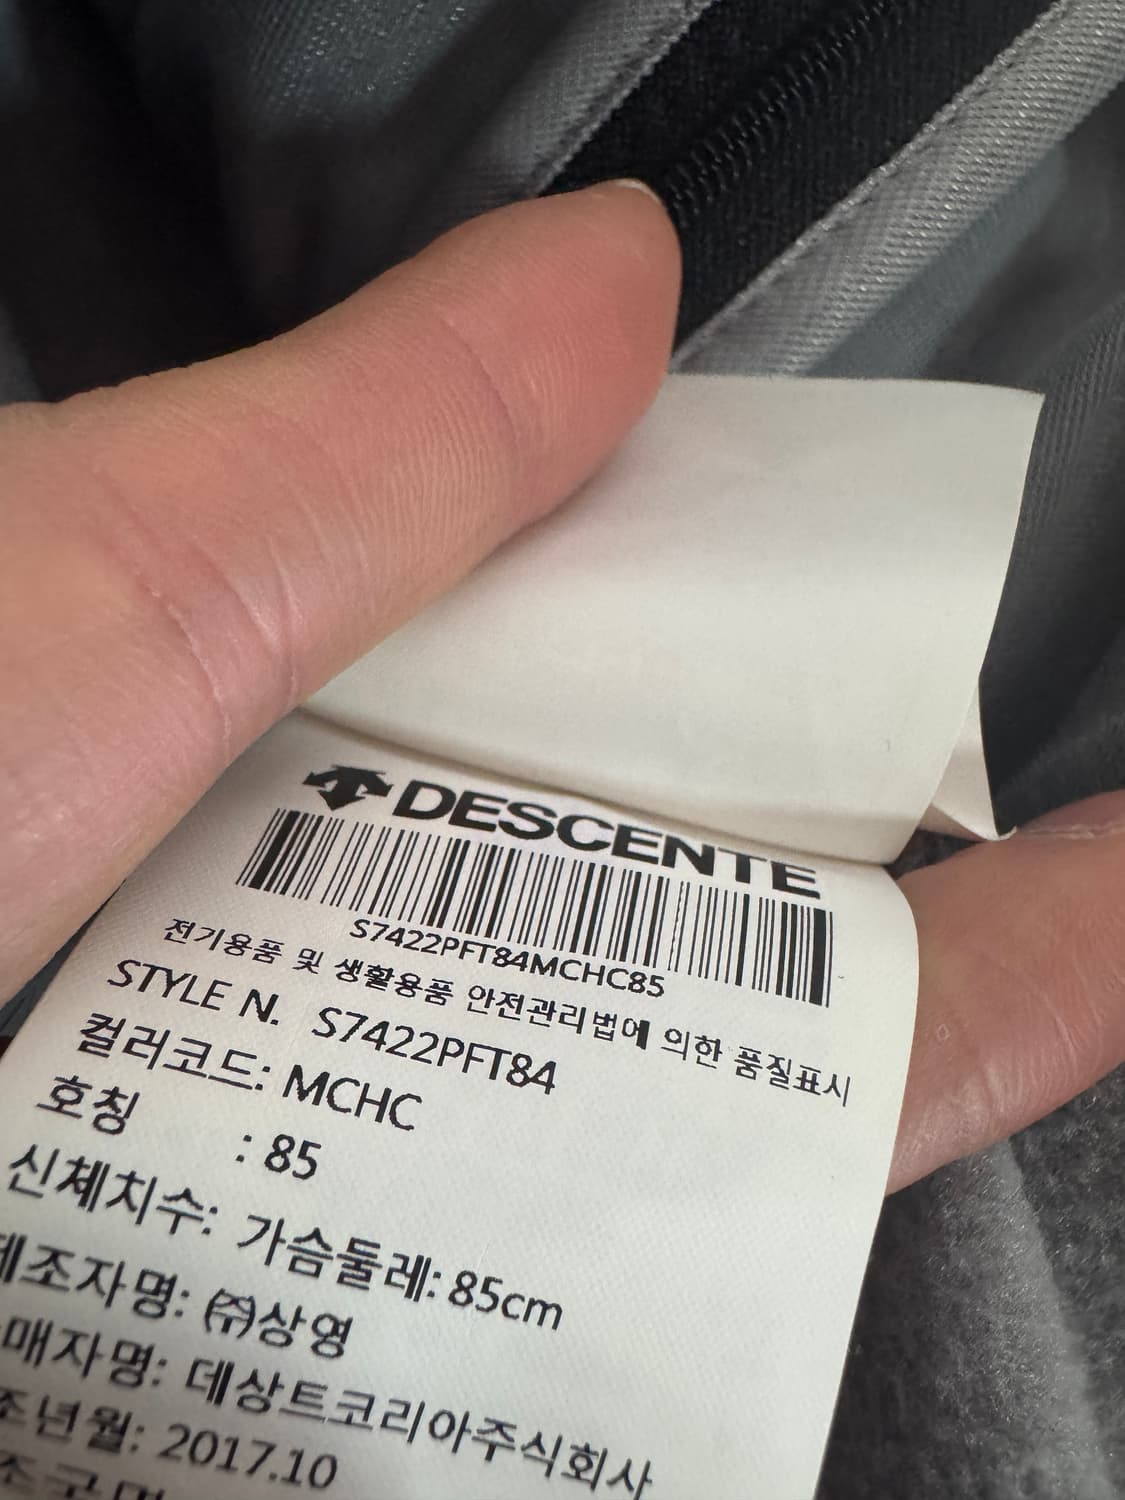 DESCENTE
S7422PFT84MCHC85
전기용품 및 생활용품 안전관리법에 의한 품질표시
STYLE N. S7422PFT84
컬러코드: MCHC
호칭 : 85
신체치수: 가슴둘레: 85cm
제조자명: ㈜상영
매자명: 데상트코리아주식회사
조년월: 2017.10